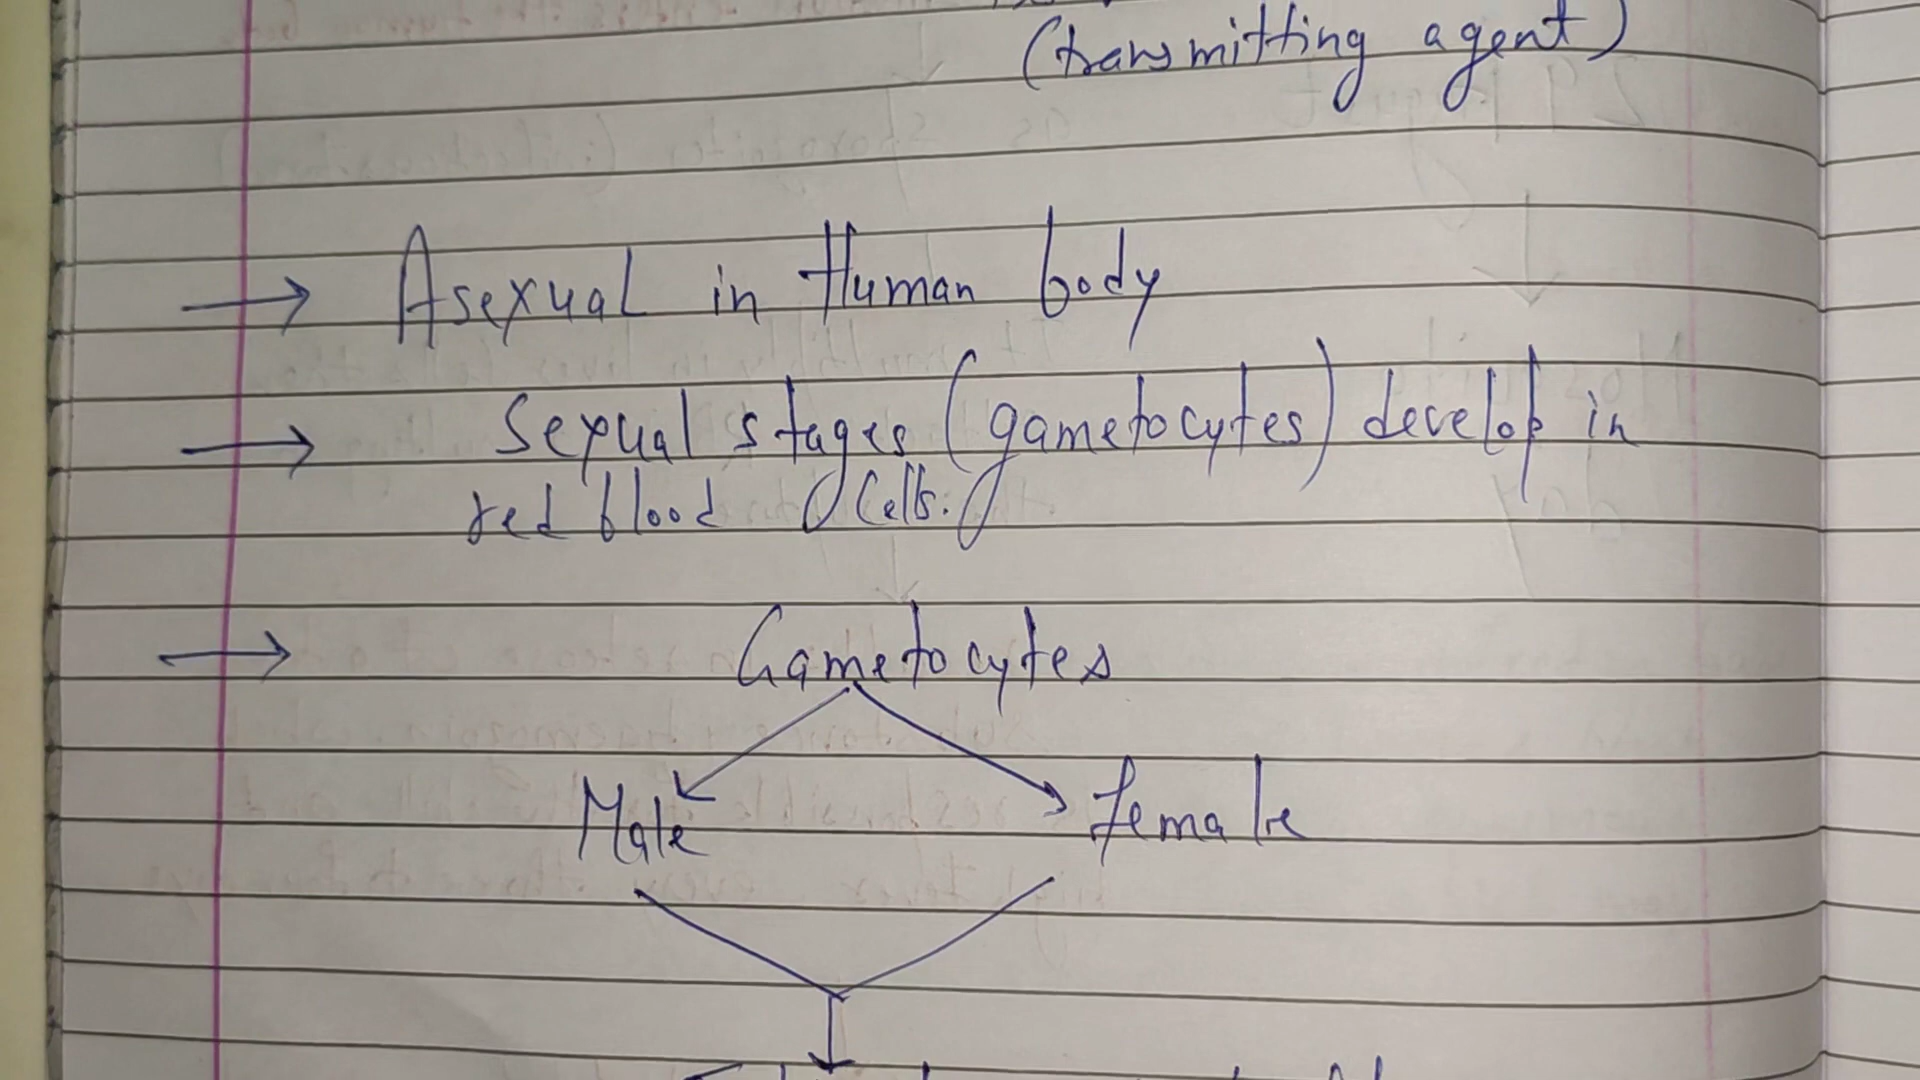 (transmitting agent)
→ Asexual in Human body
→ Sexual stages (gametocytes) develop in
red blood cells.
→ Gametocytes
Male female